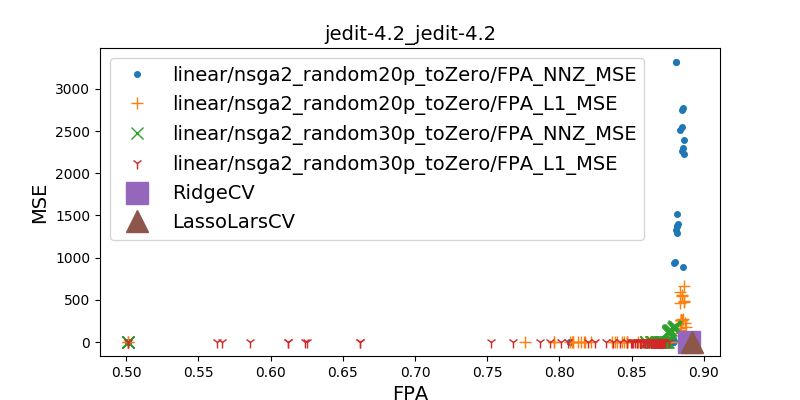 jedit-4.2_jedit-4.2
linear/nsga2_random20p_toZero/FPA_NNZ_MSE
linear/nsga2_random20p_toZero/FPA_L1_MSE
linear/nsga2_random30p_toZero/FPA_NNZ_MSE
linear/nsga2_random30p_toZero/FPA_L1_MSE
RidgeCV
LassoLarsCV
MSE
3000
2500
2000
1500
1000
500
0
0.50
0.55
0.60
0.65
0.70
0.75
0.80
0.85
0.90
FPA